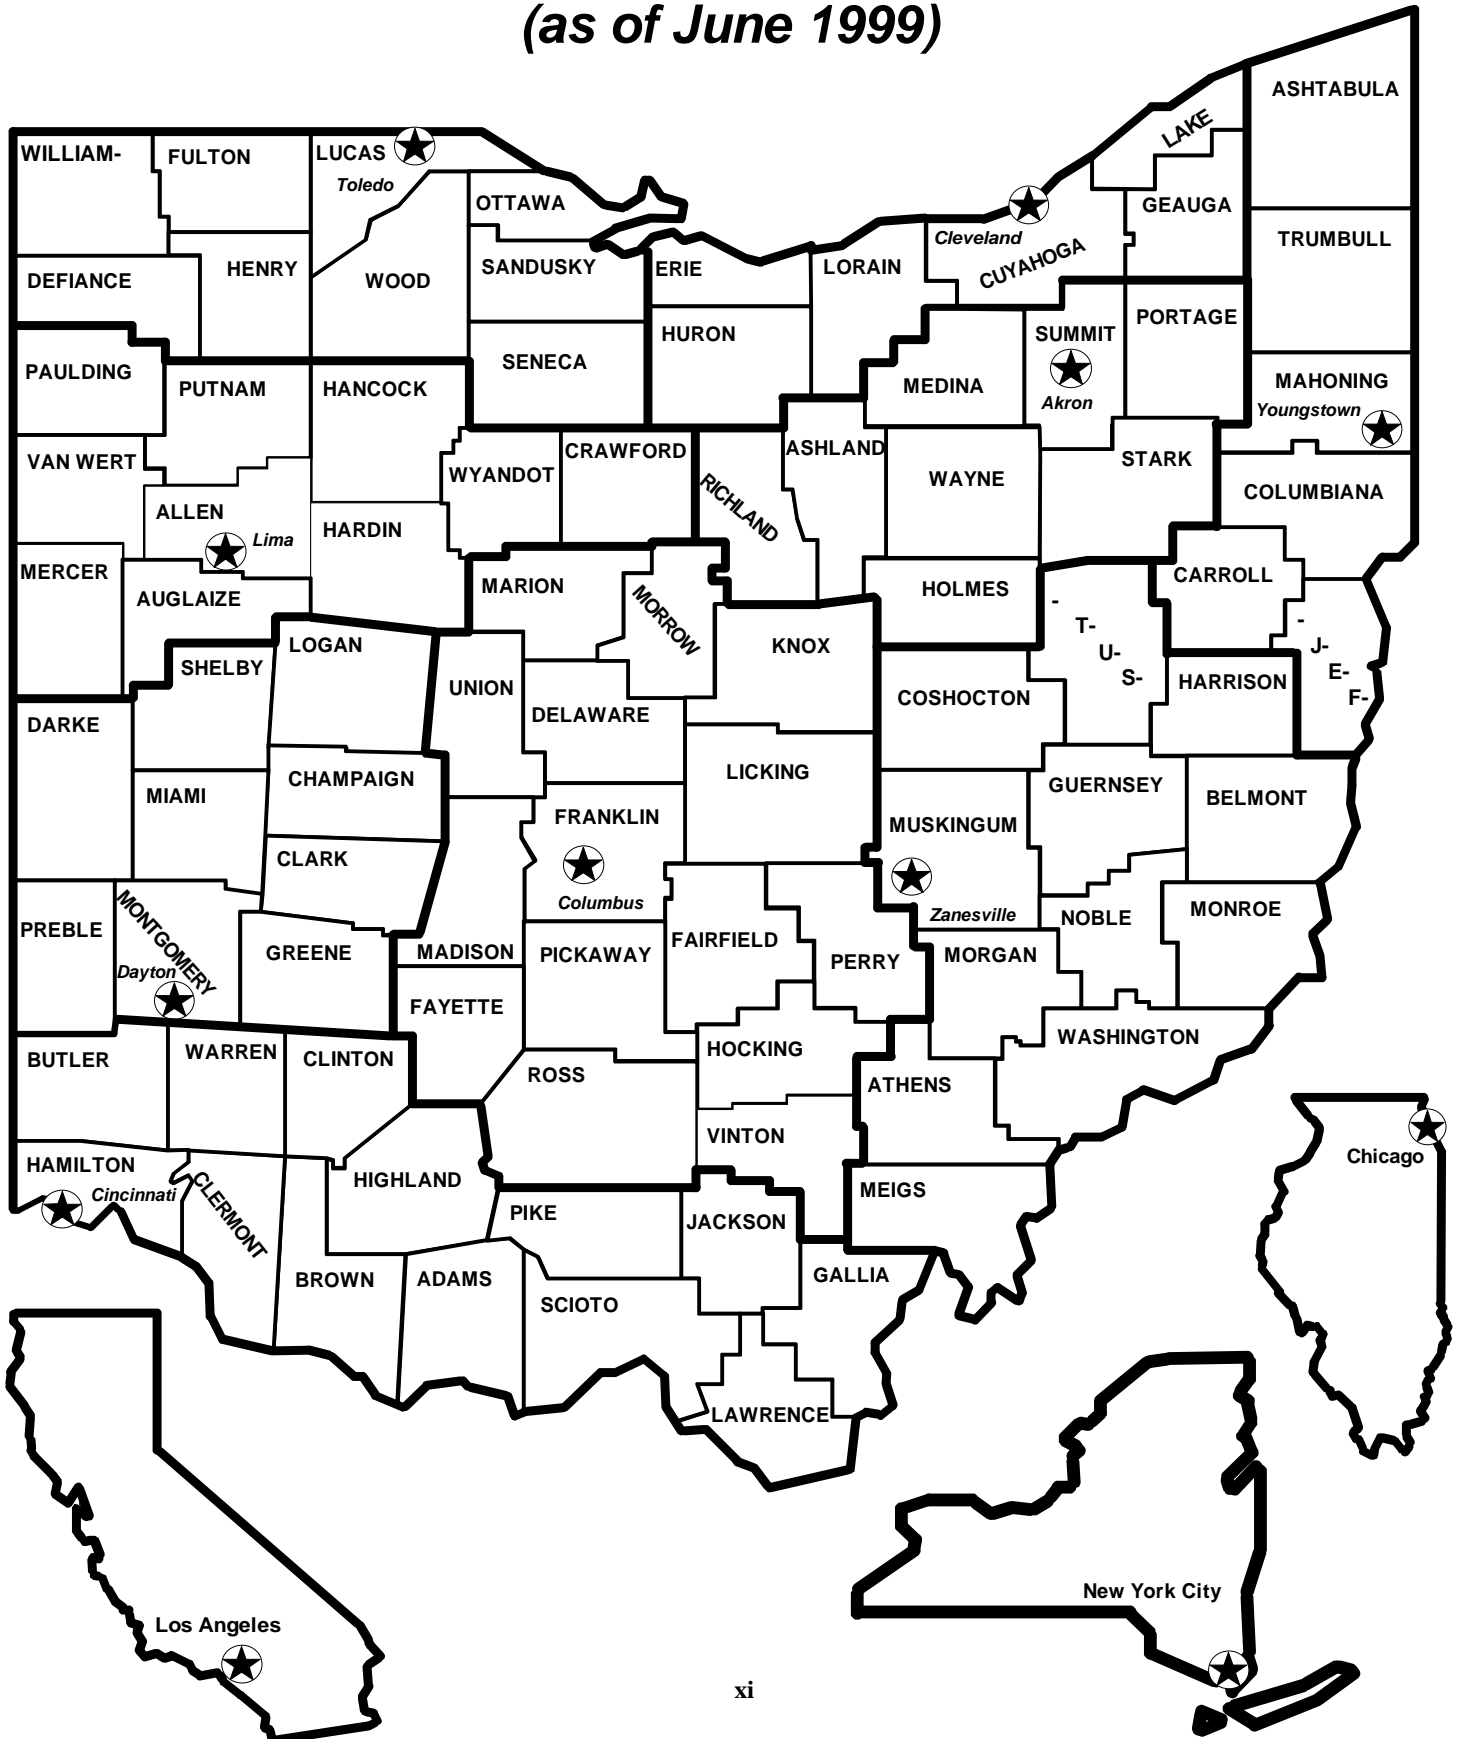 (as of June 1999)
ASHTABULA
LAKE
WILLIAM-
FULTON
LUCAS
Toledo
OTTAWA
GEAUGA
Cleveland
CUYAHOGA
TRUMBULL
DEFIANCE
HENRY
WOOD
SANDUSKY
ERIE
LORAIN
HURON
SUMMIT
PORTAGE
PAULDING
PUTNAM
HANCOCK
SENECA
MEDINA
Akron
MAHONING
Youngstown
VAN WERT
WYANDOT
CRAWFORD
RICHLAND
ASHLAND
WAYNE
STARK
COLUMBIANA
ALLEN
Lima
HARDIN
MERCER
AUGLAIZE
MARION
MORROW
HOLMES
CARROLL
LOGAN
KNOX
-
T-
U-
S-
-
J-
E-
F-
SHELBY
UNION
DELAWARE
COSHOCTON
HARRISON
DARKE
MIAMI
CHAMPAIGN
LICKING
GUERNSEY
BELMONT
CLARK
FRANKLIN
Columbus
MUSKINGUM
Zanesville
PREBLE
MONTGOMERY
Dayton
GREENE
MADISON
PICKAWAY
FAIRFIELD
PERRY
MORGAN
NOBLE
MONROE
FAYETTE
BUTLER
WARREN
CLINTON
ROSS
HOCKING
ATHENS
WASHINGTON
VINTON
HAMILTON
Cincinnati
CLERMONT
HIGHLAND
PIKE
JACKSON
MEIGS
Chicago
BROWN
ADAMS
SCIOTO
GALLIA
LAWRENCE
Los Angeles
New York City
xi